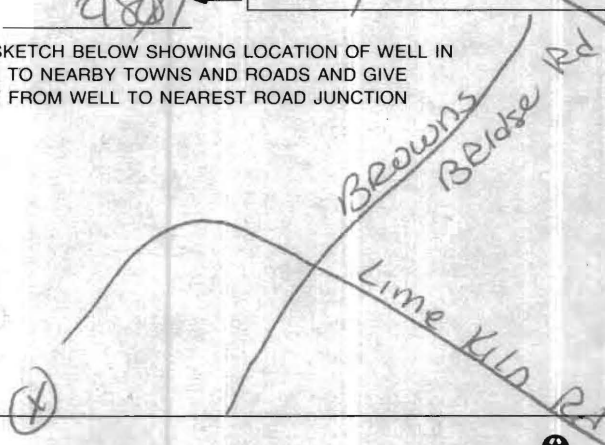 SKETCH BELOW SHOWING LOCATION OF WELL IN
TO NEARBY TOWNS AND ROADS AND GIVE
FROM WELL TO NEAREST ROAD JUNCTION
BROWNS
BRIdge Rd
Lime Kiln Rd
X